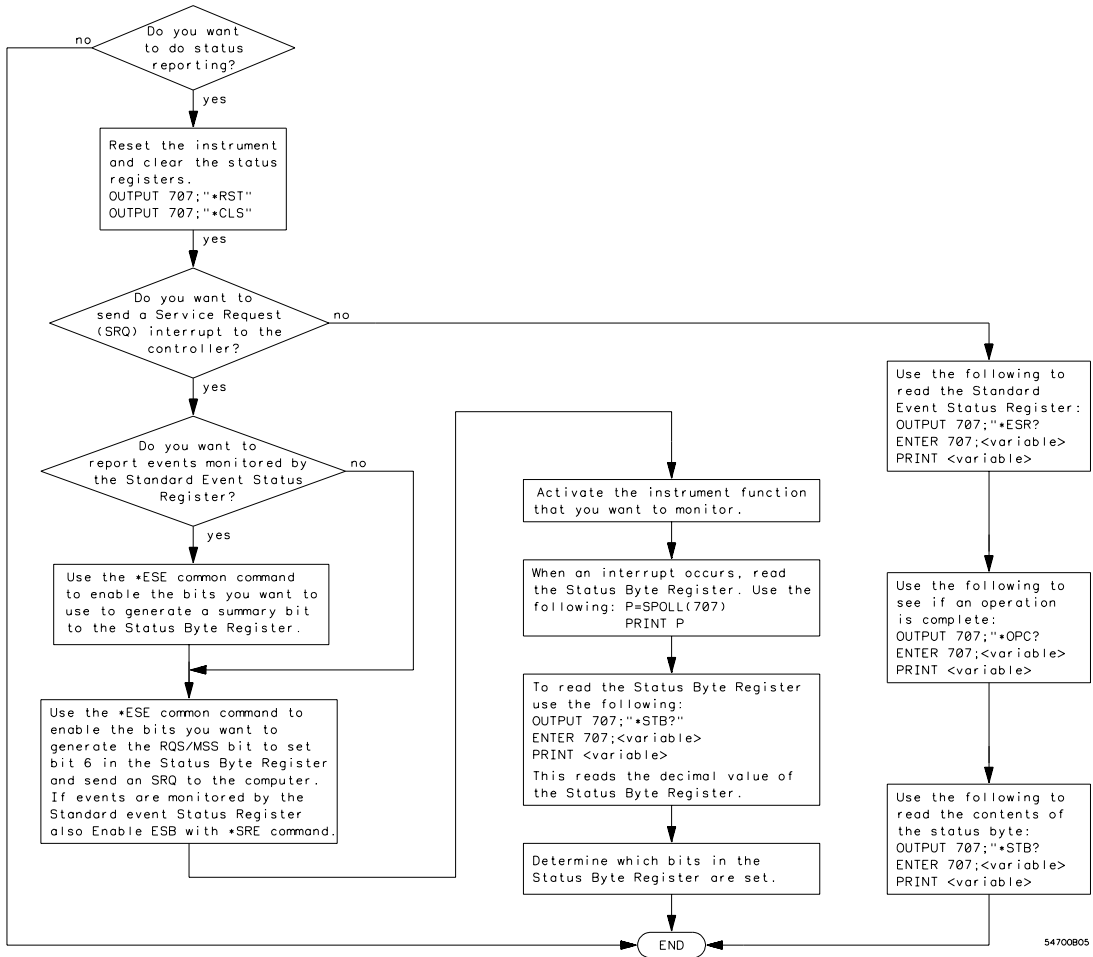 Do you want
to do status
reporting?
no
yes
Reset the instrument
and clear the status
registers.
OUTPUT 707;"*RST"
OUTPUT 707;"*CLS"
yes
Do you want to
send a Service Request
(SRQ) interrupt to the
controller?
no
yes
Do you want to
report events monitored by
the Standard Event Status
Register?
no
yes
Use the *ESE common command
to enable the bits you want to
use to generate a summary bit
to the Status Byte Register.
Use the *ESE common command to
enable the bits you want to
generate the RQS/MSS bit to set
bit 6 in the Status Byte Register
and send an SRQ to the computer.
If events are monitored by the
Standard event Status Register
also Enable ESB with *SRE command.
Activate the instrument function
that you want to monitor.
When an interrupt occurs, read
the Status Byte Register. Use the
following: P=SPOLL(707)
PRINT P
To read the Status Byte Register
use the following:
OUTPUT 707;"*STB?"
ENTER 707;<variable>
PRINT <variable>
This reads the decimal value of
the Status Byte Register.
Determine which bits in the
Status Byte Register are set.
Use the following to
read the Standard
Event Status Register:
OUTPUT 707;"*ESR?
ENTER 707;<variable>
PRINT <variable>
Use the following to
see if an operation
is complete:
OUTPUT 707;"*OPC?
ENTER 707;<variable>
PRINT <variable>
Use the following to
read the contents of
the status byte:
OUTPUT 707;"*STB?
ENTER 707;<variable>
PRINT <variable>
END
54700B05